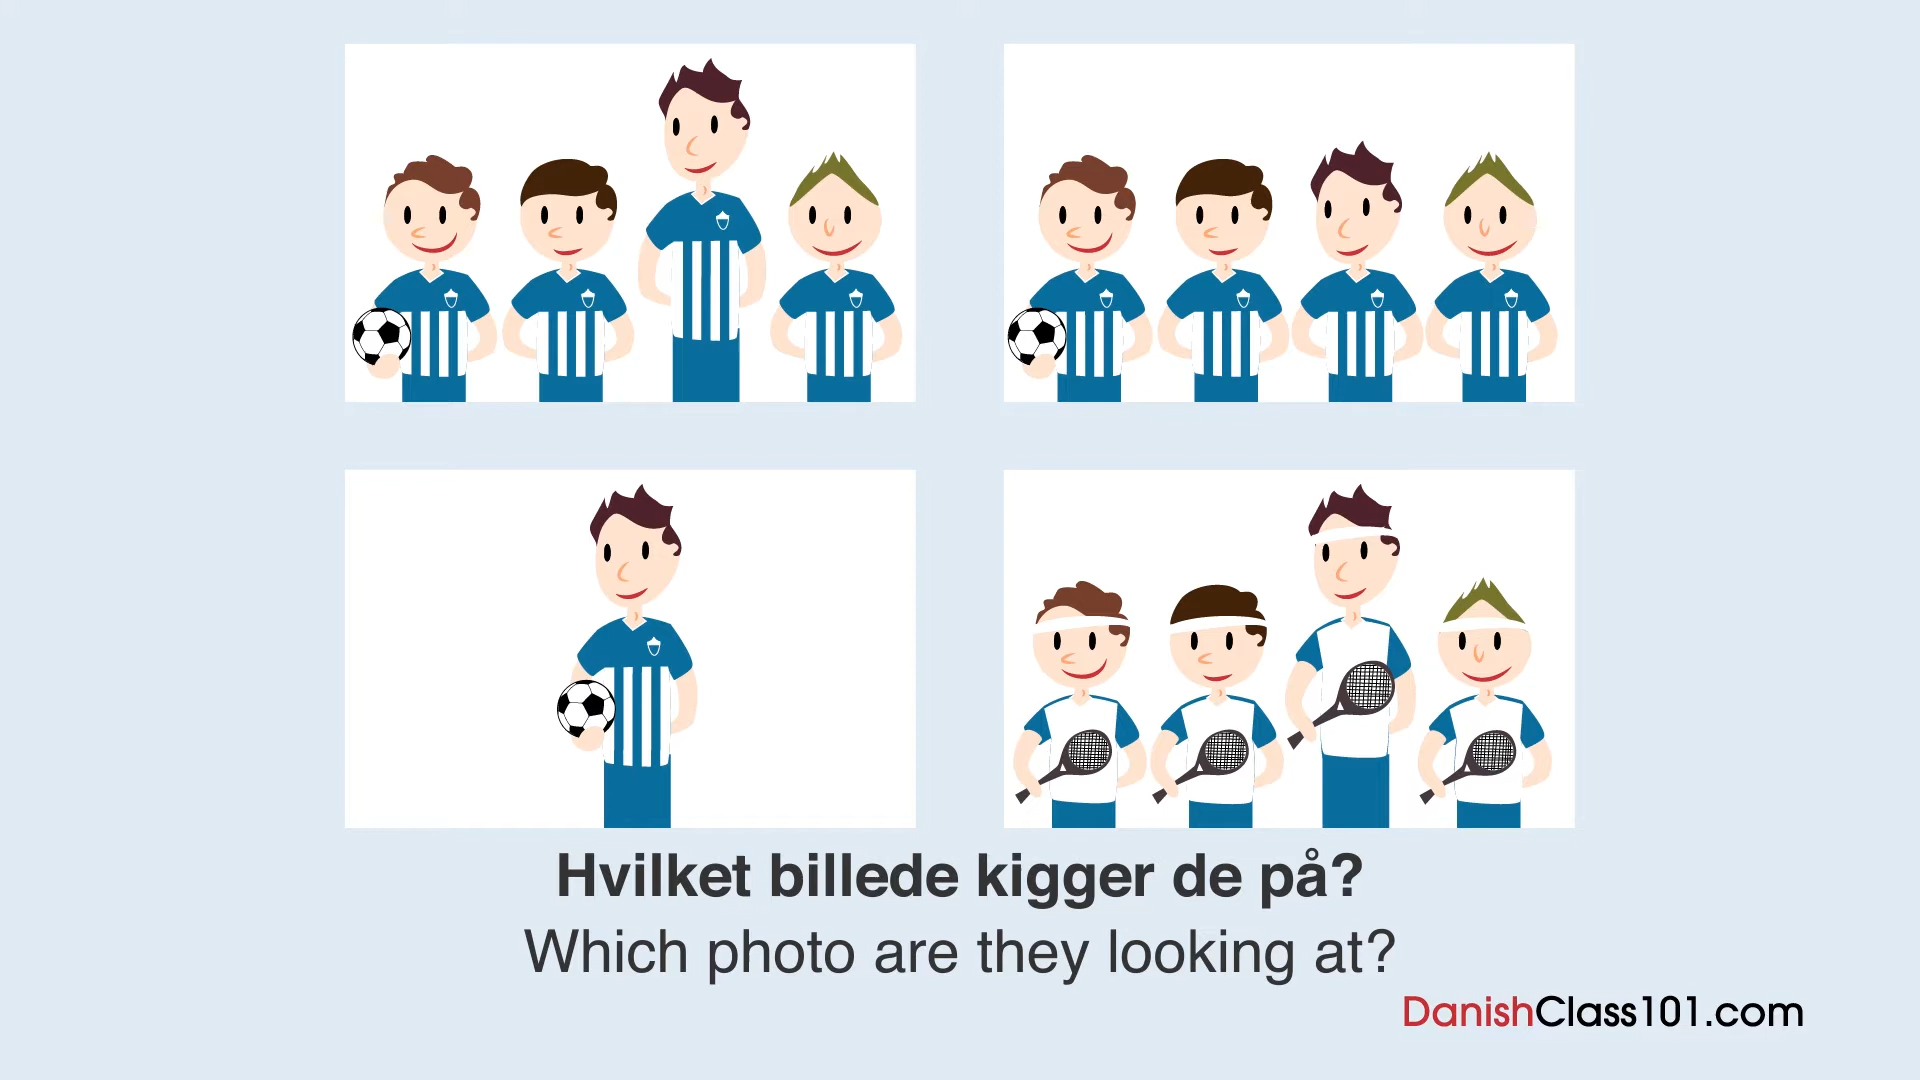 Hvilket billede kigger de på?
Which photo are they looking at?
DanishClass101.com